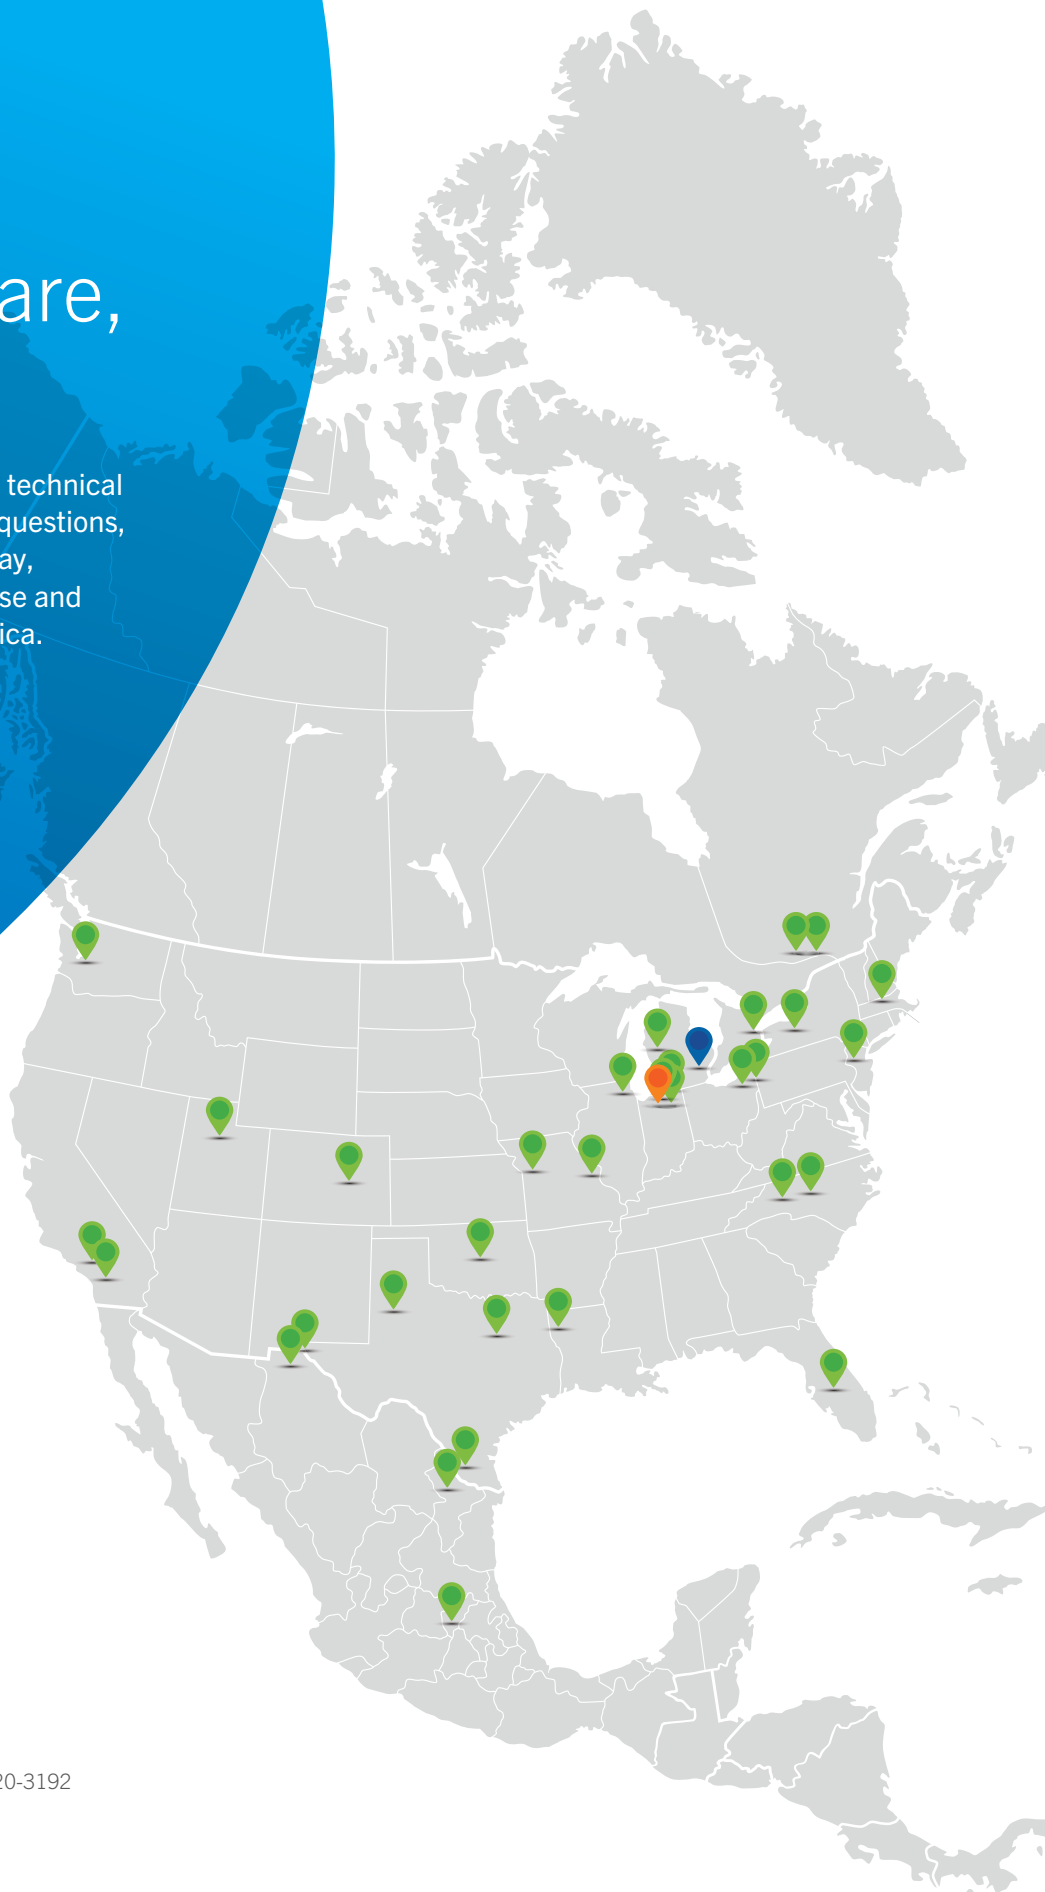 are,
technical
questions,
ay,
se and
ica.
20-3192